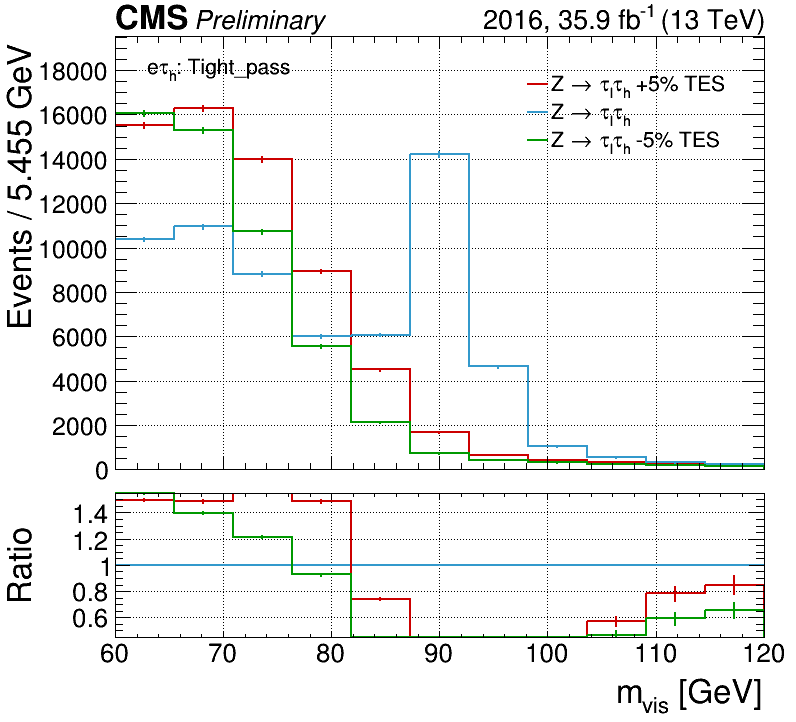 CMS Preliminary 2016, 35.9 fb⁻¹ (13 TeV)
eτₕ: Tight_pass
Z → τₗτₕ +5% TES
Z → τₗτₕ
Z → τₗτₕ -5% TES
Events / 5.455 GeV
18000
16000
14000
12000
10000
8000
6000
4000
2000
0
Ratio
1.4
1.2
1
0.8
0.6
60 70 80 90 100 110 120
m_vis [GeV]